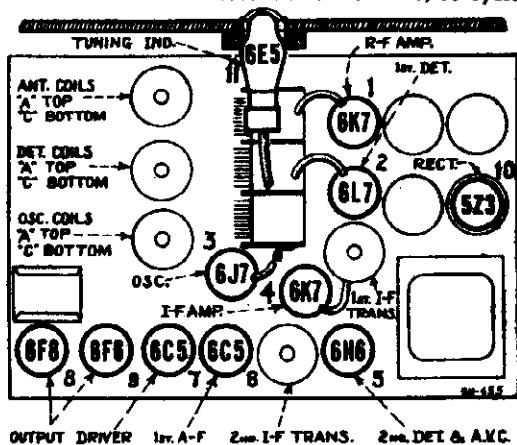 TUNING IND.
6E5
11
R-F AMP.
1ST. DET.
ANT. COILS
"A" TOP
"C" BOTTOM
1
6K7
DET. COILS
"A" TOP
"C" BOTTOM
2
6L7
RECT.
10
5Z3
OSC. COILS
"A" TOP
"C" BOTTOM
3
6J7
OSC.
4
6K7
I-F AMP.
1ST. I-F
TRANS.
6F6
6F6
6C5
6C5
6N6
8
9
7
6
5
OUTPUT DRIVER 1ST. A-F 2ND. I-F TRANS. 2ND. DET. & A.V.C.